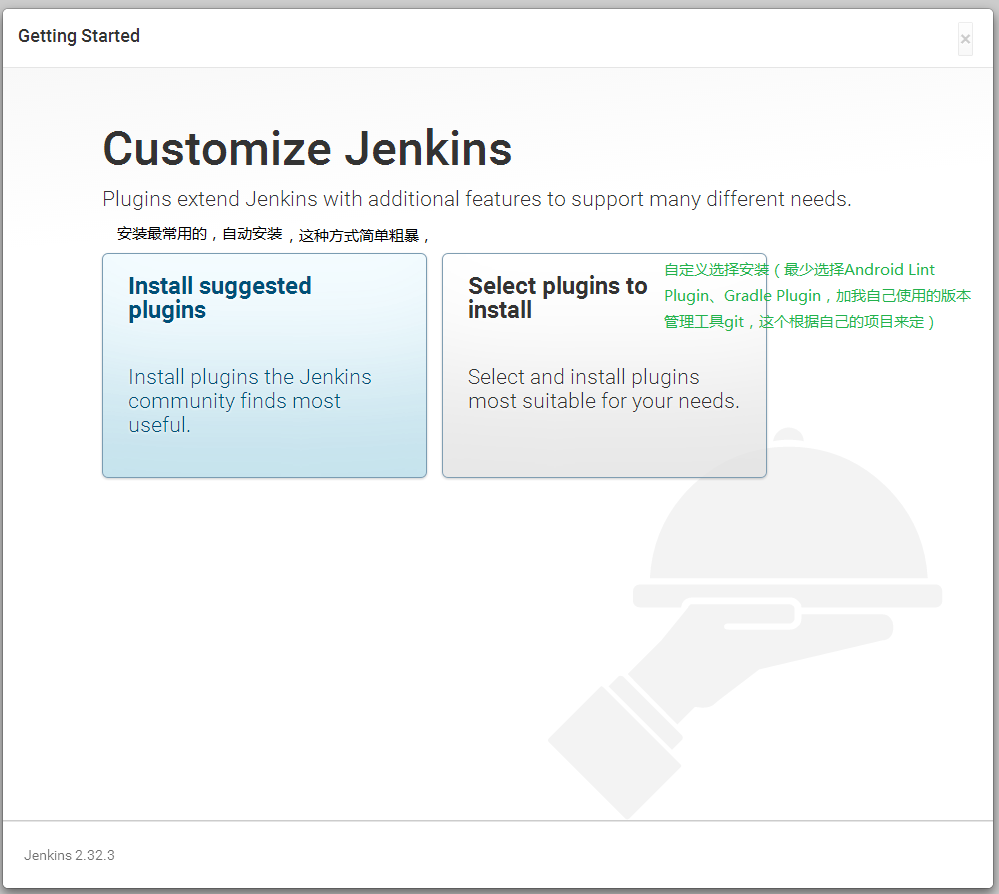 Getting Started
×
Customize Jenkins
Plugins extend Jenkins with additional features to support many different needs.
安装最常用的，自动安装，这种方式简单粗暴，
Install suggested
plugins
Install plugins the Jenkins
community finds most
useful.
Select plugins to
install
Select and install plugins
most suitable for your needs.
自定义选择安装（最少选择Android Lint
Plugin、Gradle Plugin，加我自己使用的版本
管理工具git，这个根据自己的项目来定）
Jenkins 2.32.3